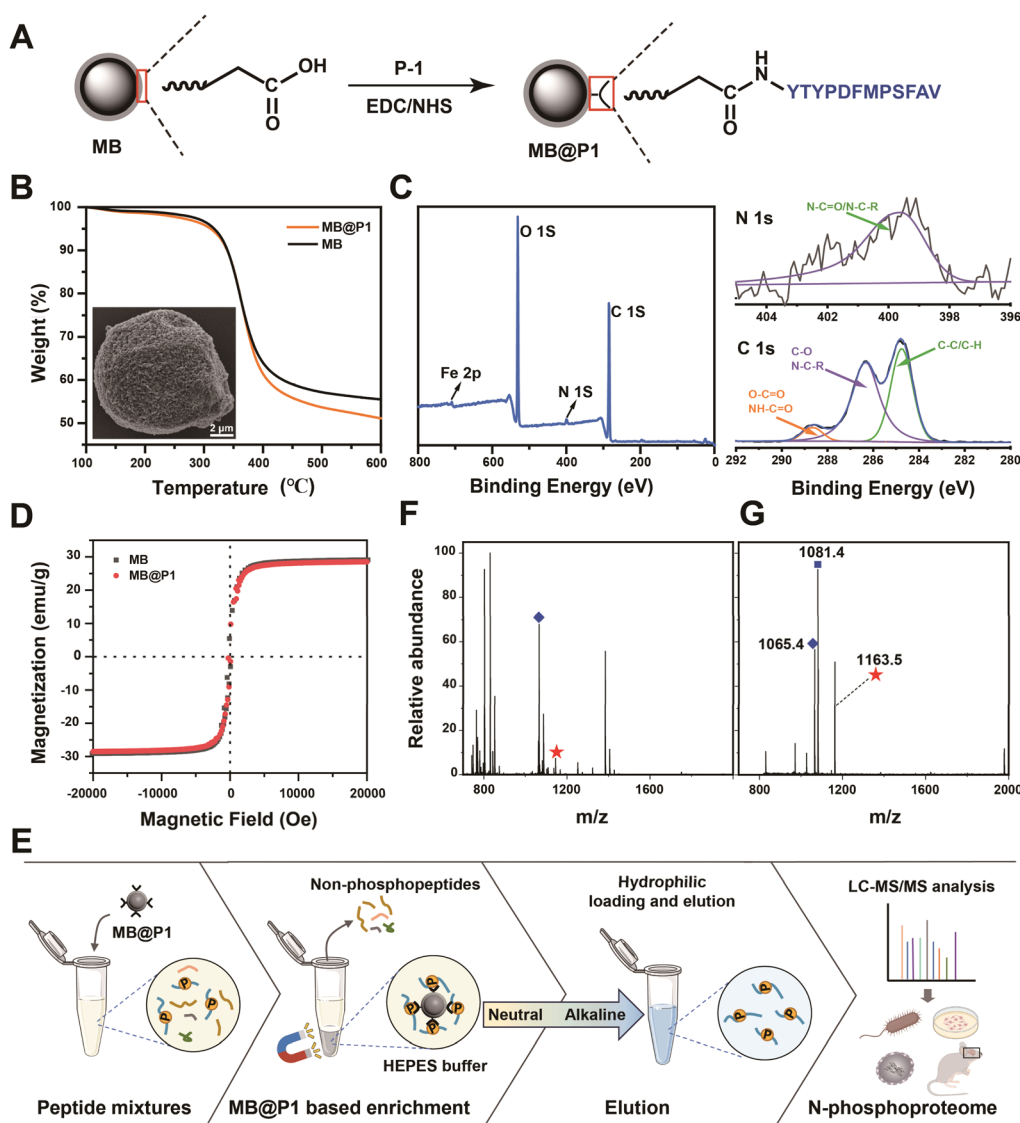 A
OH
O
MB
P-1
EDC/NHS
MB@P1
H
N
O
YTYPDFMPSFAV
B
100
90
80
70
60
50
Weight (%)
MB@P1
MB
2 μm
100 200 300 400 500 600
Temperature (℃)
C
O 1S
C 1S
Fe 2p
N 1S
800 600 400 200 0
Binding Energy (eV)
N 1s
N-C=O/N-C-R
404 402 400 398 396
C 1s
C-O
N-C-R
C-C/C-H
O-C=O
NH-C=O
292 290 288 286 284 282 280
Binding Energy (eV)
D
30
20
10
0
-10
-20
-30
Magnetization (emu/g)
MB
MB@P1
-20000 -10000 0 10000 20000
Magnetic Field (Oe)
F
100
80
60
40
20
0
Relative abundance
800 1200 1600
m/z
G
1081.4
1065.4
1163.5
800 1200 1600 2000
m/z
E
MB@P1
P
P
P
Peptide mixtures
Non-phosphopeptides
P
P
P
P
HEPES buffer
MB@P1 based enrichment
Neutral Alkaline
Hydrophilic
loading and elution
P
P
P
P
Elution
LC-MS/MS analysis
N-phosphoproteome